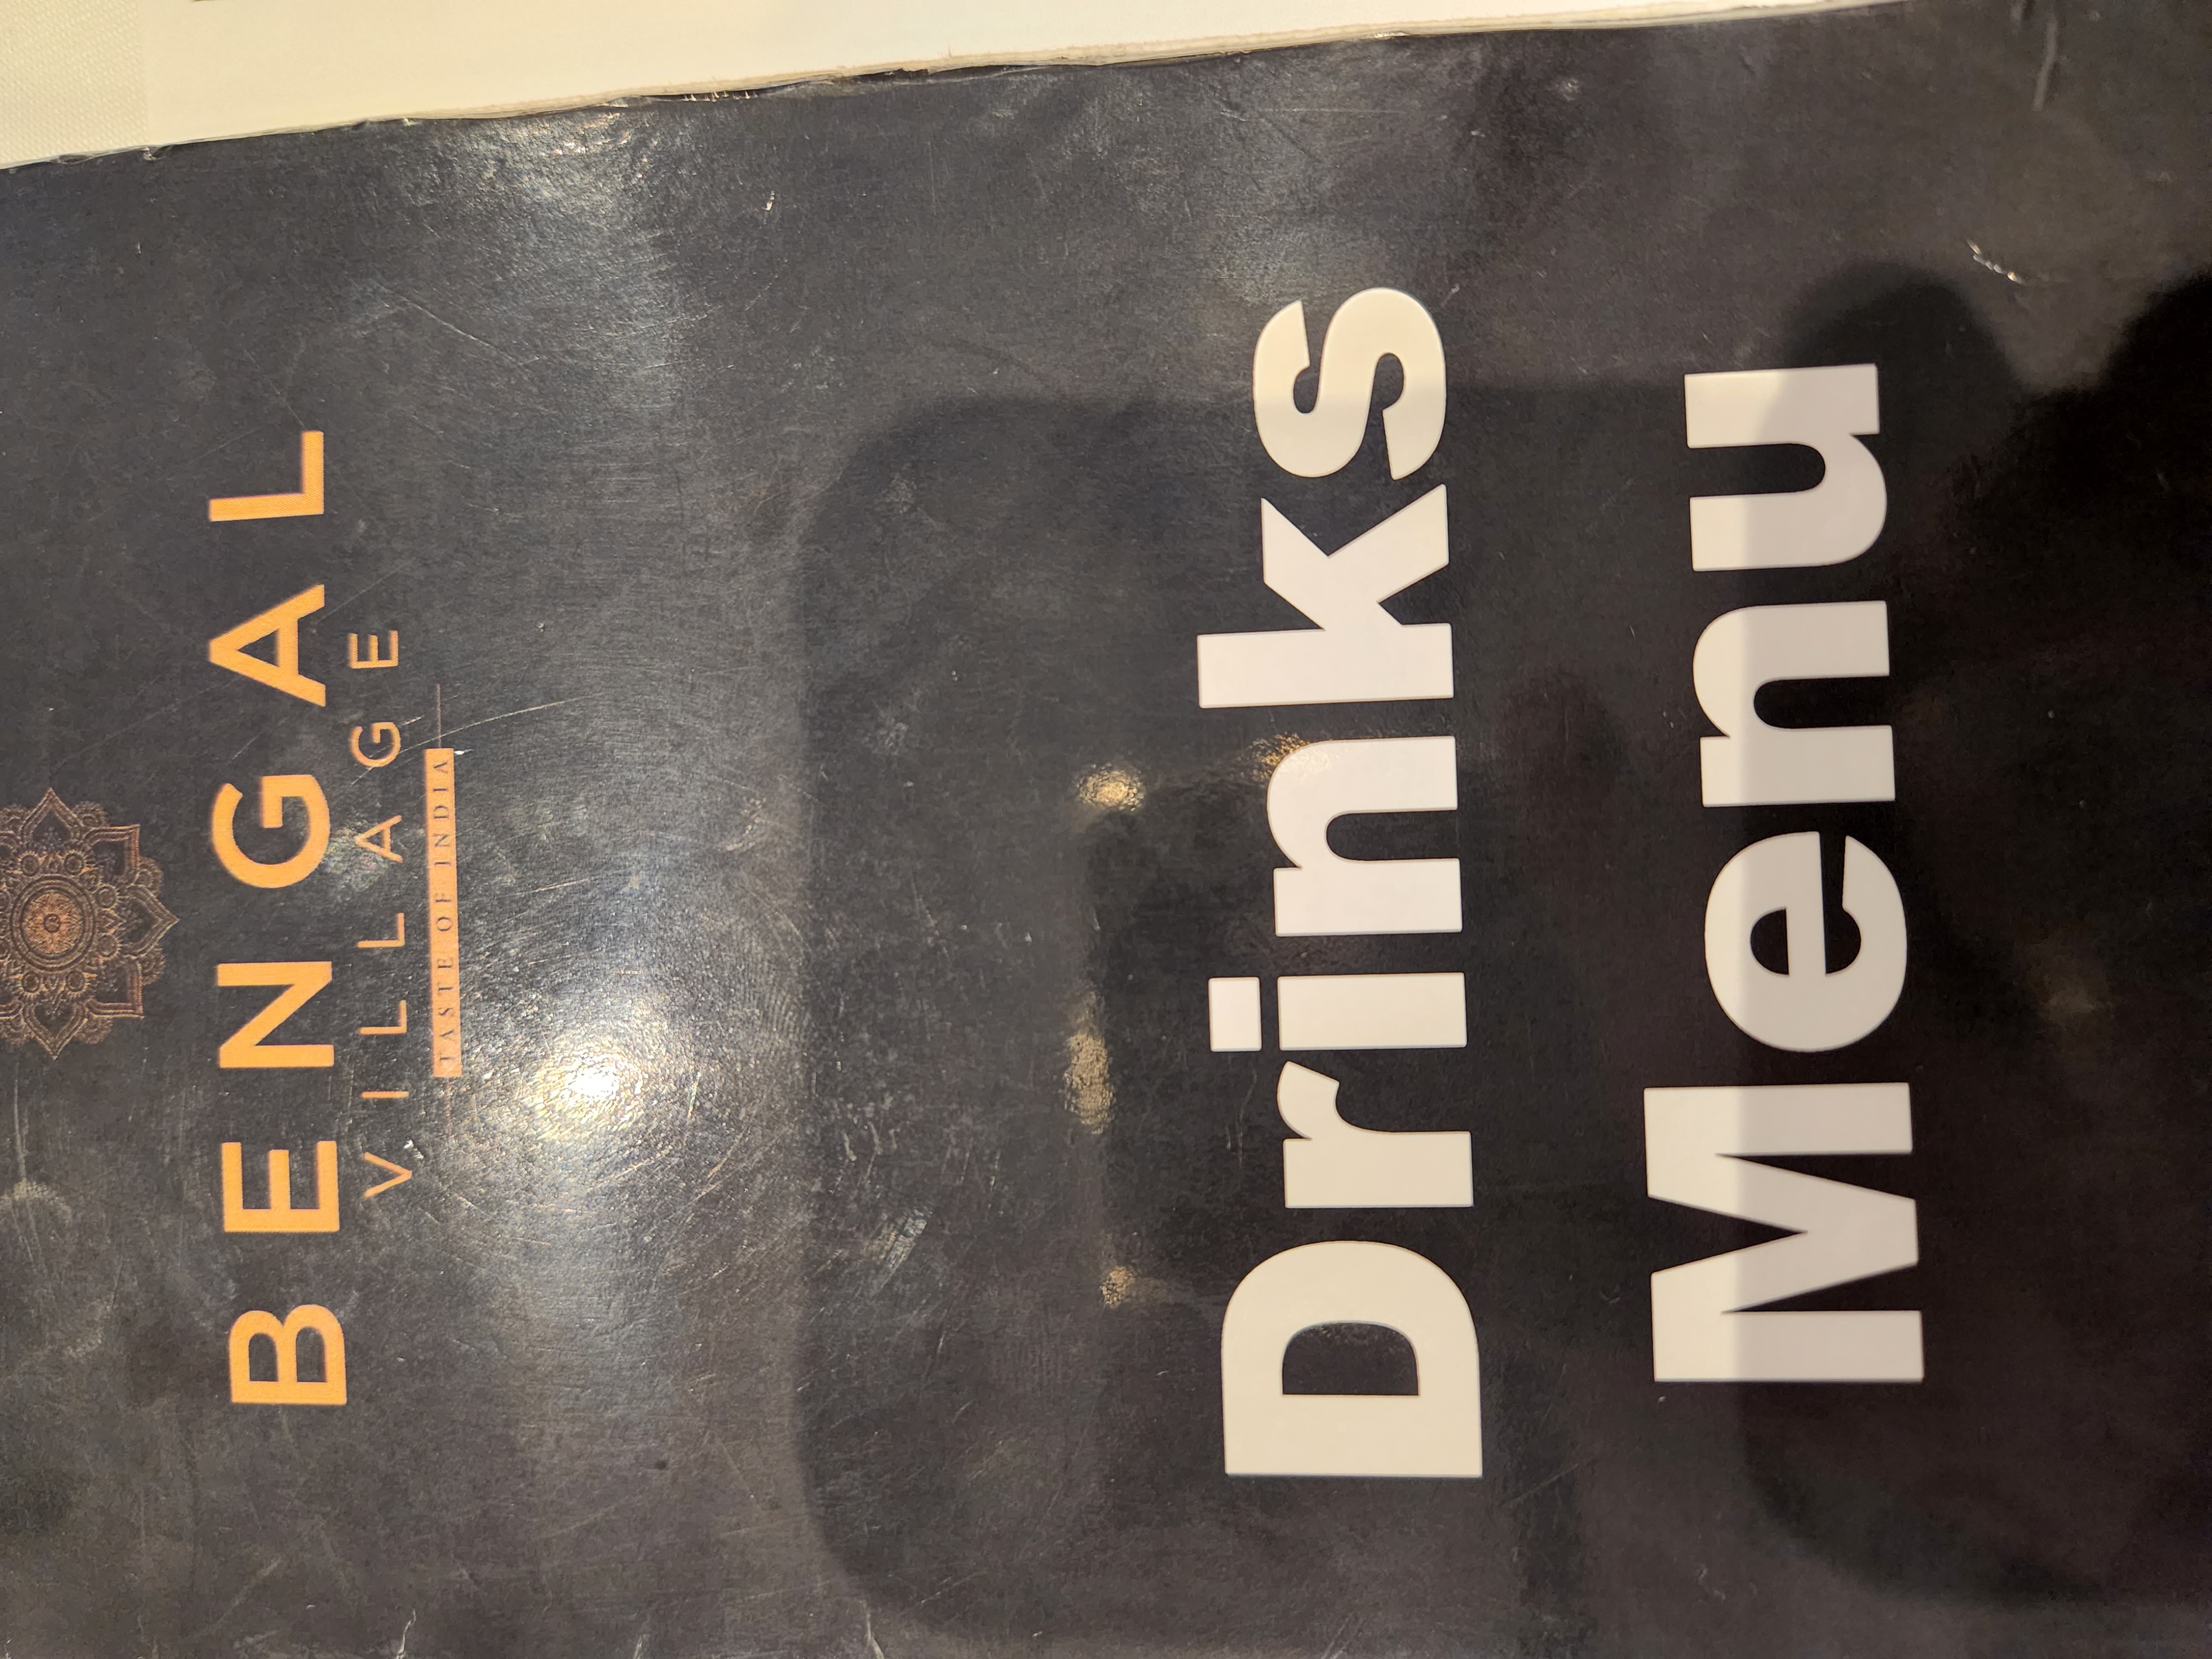 BENGAL
VILLAGE
TASTE OF INDIA
Drinks
Menu